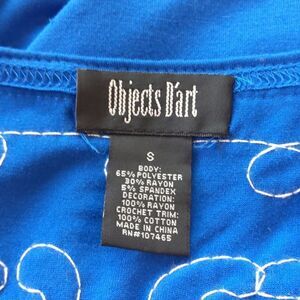 Objects D'art
S
BODY:
65% POLYESTER
30% RAYON
5% SPANDEX
DECORATION:
100% RAYON
CROCHET TRIM:
100% COTTON
MADE IN CHINA
RN#107465